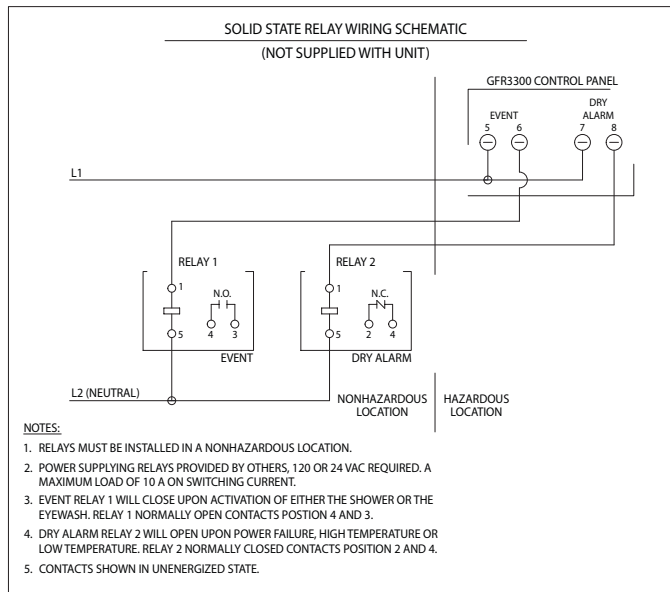 SOLID STATE RELAY WIRING SCHEMATIC
(NOT SUPPLIED WITH UNIT)
GFR3300 CONTROL PANEL
EVENT
DRY
ALARM
5 6 7 8
L1
RELAY 1
RELAY 2
1
N.O.
1
N.C.
5 4 3
5 2 4
EVENT
DRY ALARM
L2 (NEUTRAL)
NONHAZARDOUS
LOCATION
HAZARDOUS
LOCATION
NOTES:
1. RELAYS MUST BE INSTALLED IN A NONHAZARDOUS LOCATION.
2. POWER SUPPLYING RELAYS PROVIDED BY OTHERS, 120 OR 24 VAC REQUIRED. A
MAXIMUM LOAD OF 10 A ON SWITCHING CURRENT.
3. EVENT RELAY 1 WILL CLOSE UPON ACTIVATION OF EITHER THE SHOWER OR THE
EYEWASH. RELAY 1 NORMALLY OPEN CONTACTS POSTION 4 AND 3.
4. DRY ALARM RELAY 2 WILL OPEN UPON POWER FAILURE, HIGH TEMPERATURE OR
LOW TEMPERATURE. RELAY 2 NORMALLY CLOSED CONTACTS POSITION 2 AND 4.
5. CONTACTS SHOWN IN UNENERGIZED STATE.